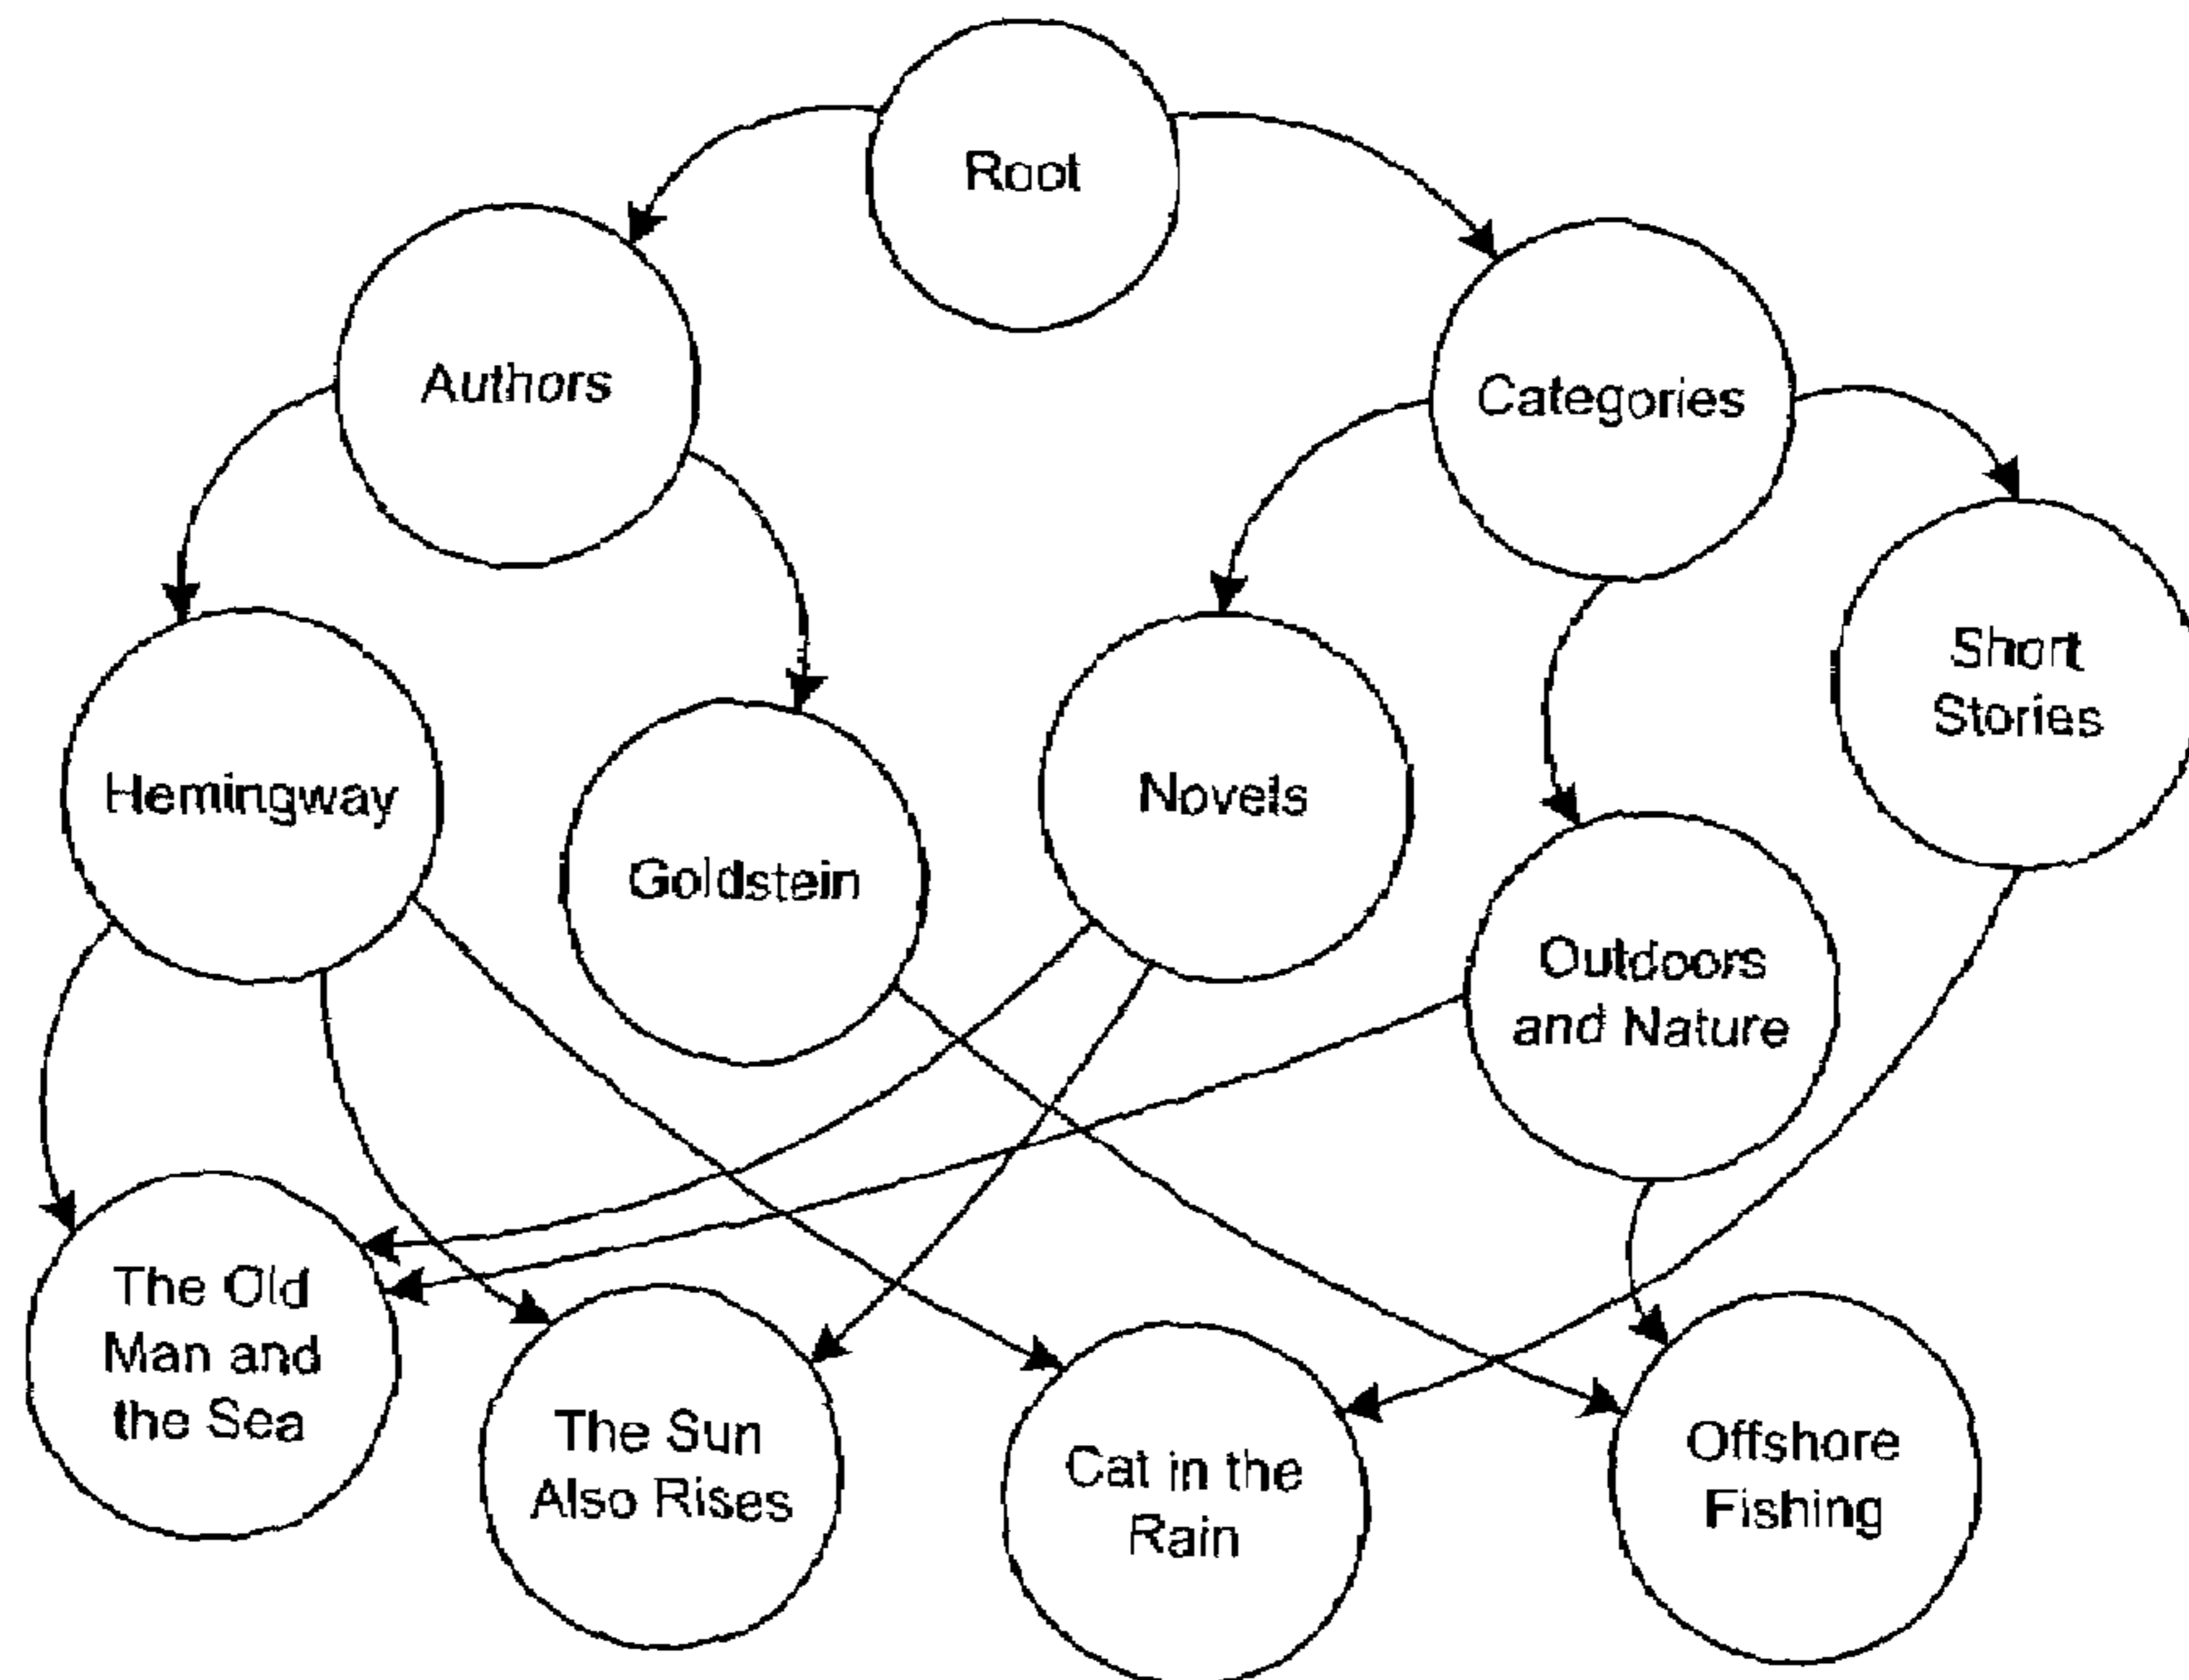 Root
Authors
Categories
Short
Stories
Hemingway
Novels
Goldstein
Outdoors
and Nature
The Old
Man and
the Sea
The Sun
Also Rises
Cat in the
Rain
Offshore
Fishing